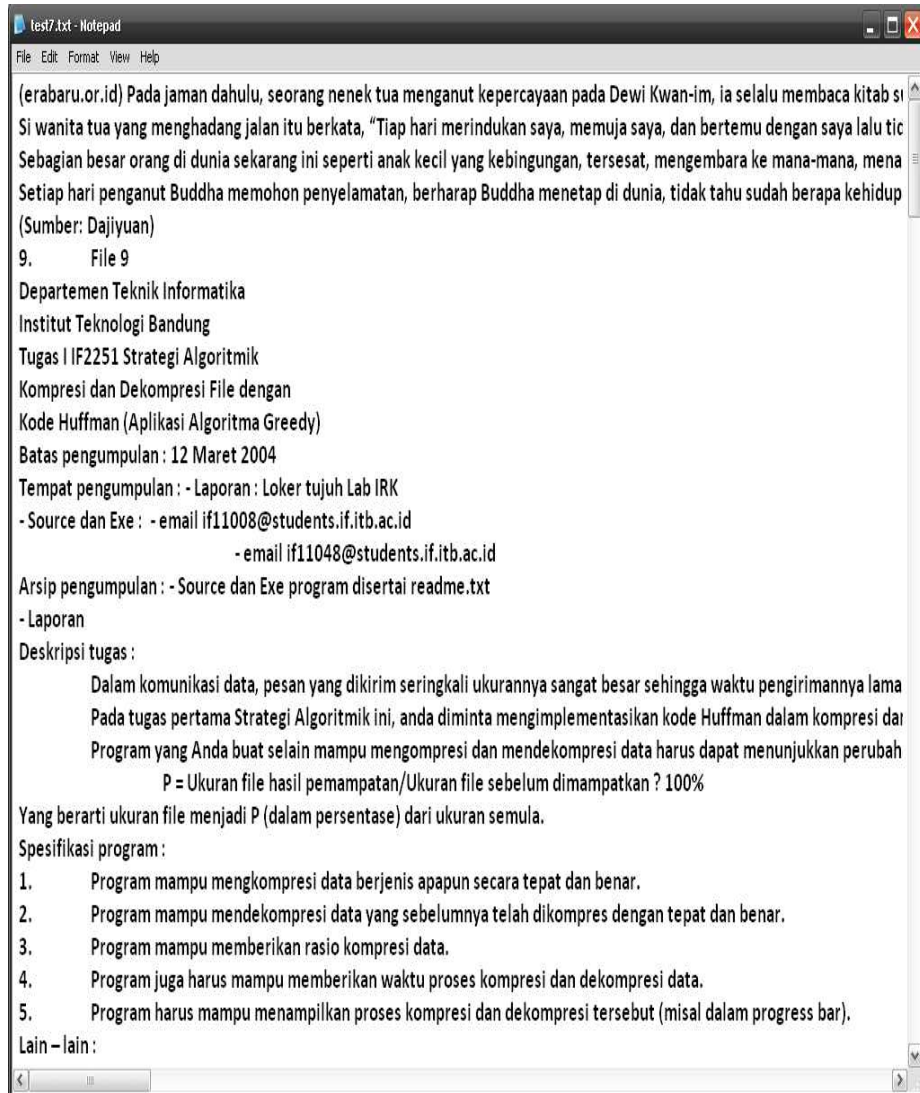 test7.txt - Notepad
File Edit Format View Help
(erabaru.or.id) Pada jaman dahulu, seorang nenek tua menganut kepercayaan pada Dewi Kwan-im, ia selalu membaca kitab
Si wanita tua yang menghadang jalan itu berkata, “Tiap hari merindukan saya, memuja saya, dan bertemu dengan saya lalu
Sebagian besar orang di dunia sekarang ini seperti anak kecil yang kebingungan, tersesat, mengembara ke mana-mana, mena
Setiap hari penganut Buddha memohon penyelamatan, berharap Buddha menetap di dunia, tidak tahu sudah berapa kehidup
(Sumber: Dajiyuan)
9. File 9
Departemen Teknik Informatika
Institut Teknologi Bandung
Tugas I IF2251 Strategi Algoritmik
Kompresi dan Dekompresi File dengan
Kode Huffman (Aplikasi Algoritma Greedy)
Batas pengumpulan : 12 Maret 2004
Tempat pengumpulan : - Laporan : Loker tujuh Lab IRK
- Source dan Exe : - email if11008@students.if.itb.ac.id
- email if11048@students.if.itb.ac.id
Arsip pengumpulan : - Source dan Exe program disertai readme.txt
- Laporan
Deskripsi tugas :
Dalam komunikasi data, pesan yang dikirim seringkali ukurannya sangat besar sehingga waktu pengirimannya lama
Pada tugas pertama Strategi Algoritmik ini, anda diminta mengimplementasikan kode Huffman dalam kompresi
Program yang Anda buat selain mampu mengompresi dan mendekompresi data harus dapat menunjukkan perubah
P = Ukuran file hasil pemampatan/Ukuran file sebelum dimampatkan ? 100%
Yang berarti ukuran file menjadi P (dalam persentase) dari ukuran semula.
Spesifikasi program :
1. Program mampu mengkompresi data berjenis apapun secara tepat dan benar.
2. Program mampu mendekompresi data yang sebelumnya telah dikompres dengan tepat dan benar.
3. Program mampu memberikan rasio kompresi data.
4. Program juga harus mampu memberikan waktu proses kompresi dan dekompresi data.
5. Program harus mampu menampilkan proses kompresi dan dekompresi tersebut (misal dalam progress bar).
Lain – lain :